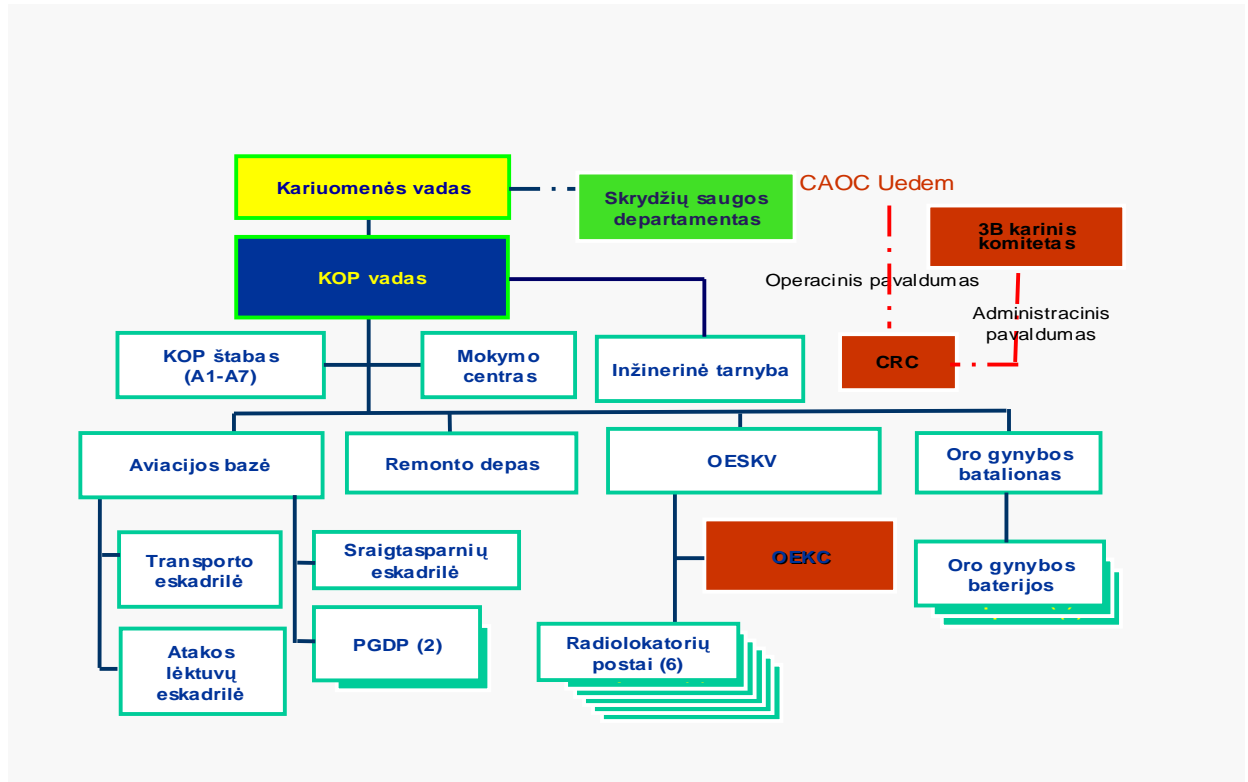 Kariuomenės vadas
Skrydžių saugos
departamentas
CAOC Uedem
3B karinis
komitetas
KOP vadas
Operacinis pavaldumas
Administracinis
pavaldumas
KOP štabas
(A1-A7)
Mokymo
centras
Inžinerinė tarnyba
CRC
Aviacijos bazė
Remonto depas
OESKV
Oro gynybos
batalionas
Transporto
eskadrilė
Sraigtasparnių
eskadrilė
OEKC
Oro gynybos
baterijos
Atakos
lėktuvų
eskadrilė
PGDP (2)
Radiolokatorių
postai (6)